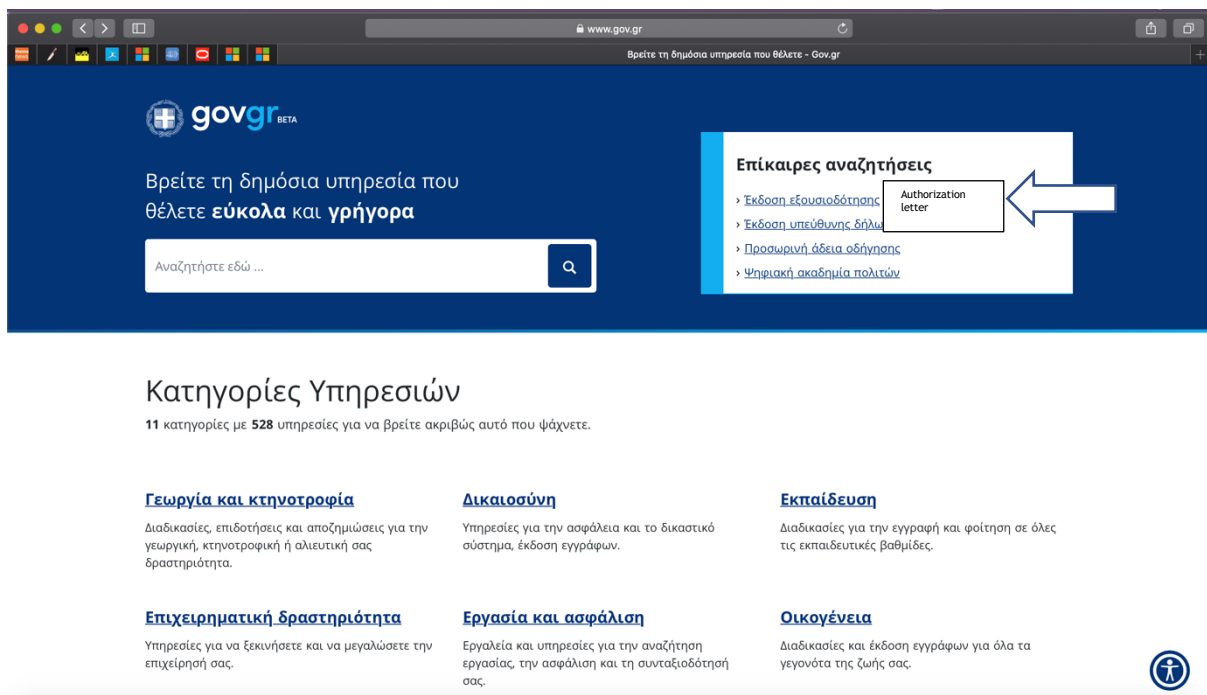 www.gov.gr
Βρείτε τη δημόσια υπηρεσία που θέλετε - Gov.gr
govgr BETA
Βρείτε τη δημόσια υπηρεσία που
θέλετε εύκολα και γρήγορα
Αναζητήστε εδώ ...
Επίκαιρες αναζητήσεις
› Έκδοση εξουσιοδότησης
Authorization
letter
› Έκδοση υπεύθυνης
› Προσωρινή άδεια οδήγησης
› Ψηφιακή ακαδημία πολιτών
Κατηγορίες Υπηρεσιών
11 κατηγορίες με 528 υπηρεσίες για να βρείτε ακριβώς αυτό που ψάχνετε.
Γεωργία και κτηνοτροφία
Διαδικασίες, επιδοτήσεις και αποζημιώσεις για την
γεωργική, κτηνοτροφική ή αλιευτική σας
δραστηριότητα.
Δικαιοσύνη
Υπηρεσίες για την ασφάλεια και το δικαστικό
σύστημα, έκδοση εγγράφων.
Εκπαίδευση
Διαδικασίες για την εγγραφή και φοίτηση σε όλες
τις εκπαιδευτικές βαθμίδες.
Επιχειρηματική δραστηριότητα
Υπηρεσίες για να ξεκινήσετε και να μεγαλώσετε την
επιχείρησή σας.
Εργασία και ασφάλιση
Εργαλεία και υπηρεσίες για την αναζήτηση
εργασίας, την ασφάλιση και τη συνταξιοδότησή
σας.
Οικογένεια
Διαδικασίες και έκδοση εγγράφων για όλα τα
γεγονότα της ζωής σας.